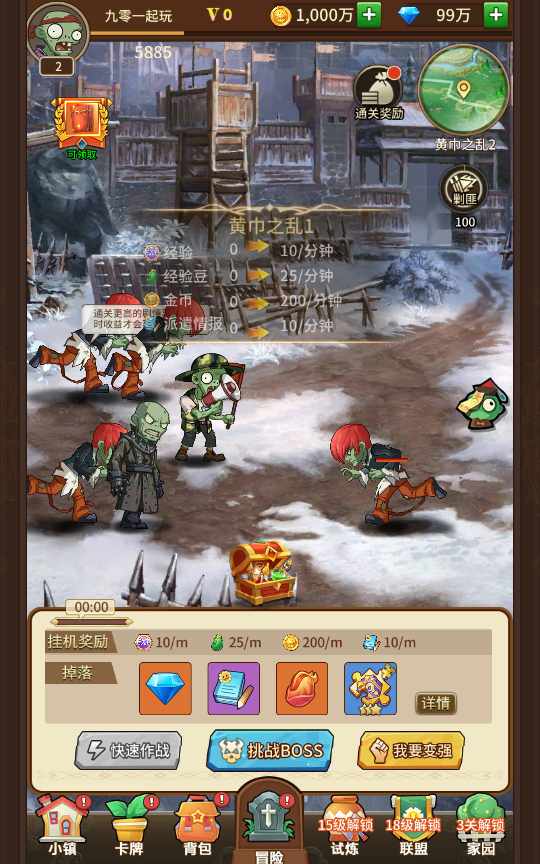 九零一起玩
V 0
1,000万
99万
2
5885
可领取
通关奖励
黄巾之乱2
剿匪
100
黄巾之乱1
经验 0 10/分钟
经验豆 0 25/分钟
金币 0 200/分钟
派遣情报 0 10/分钟
通关更高的剧情
时收益才会
00:00
挂机奖励 10/m 25/m 200/m 10/m
掉落
详情
快速作战
挑战BOSS
我要变强
15级解锁
18级解锁
3关解锁
小镇
卡牌
背包
冒险
试炼
联盟
家园